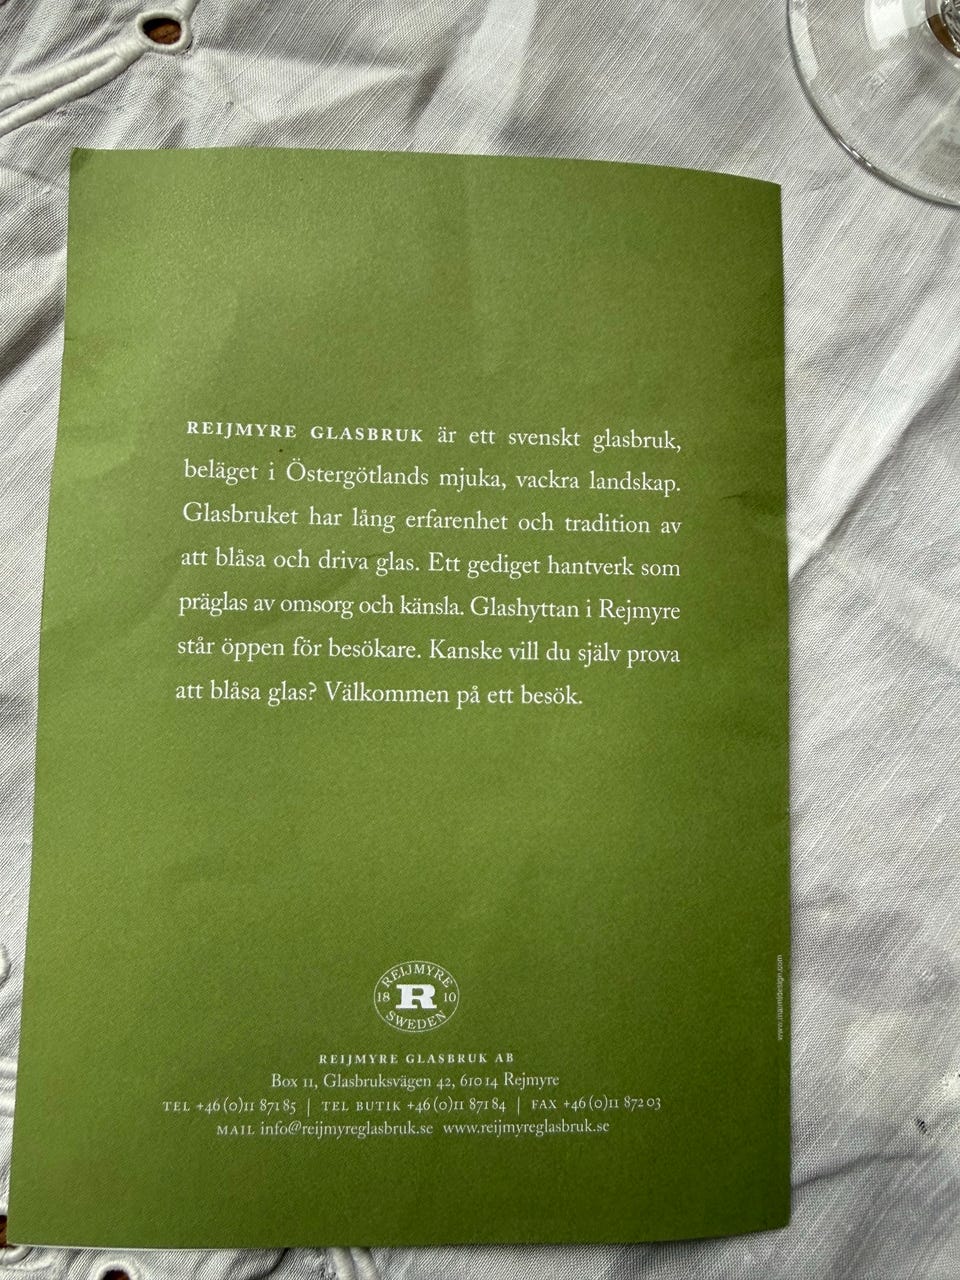 REIJMYRE GLASBRUK är ett svenskt glasbruk,
beläget i Östergötlands mjuka, vackra landskap.
Glasbruket har lång erfarenhet och tradition av
att blåsa och driva glas. Ett gediget hantverk som
präglas av omsorg och känsla. Glashyttan i Rejmyre
står öppen för besökare. Kanske vill du själv prova
att blåsa glas? Välkommen på ett besök.
REIJMYRE
18 R 10
SWEDEN
REIJMYRE GLASBRUK AB
Box 11, Glasbruksvägen 42, 610 14 Rejmyre
TEL +46 (0)11 871 85 | TEL BUTIK +46 (0)11 871 84 | FAX +46 (0)11 872 03
MAIL info@reijmyreglasbruk.se www.reijmyreglasbruk.se